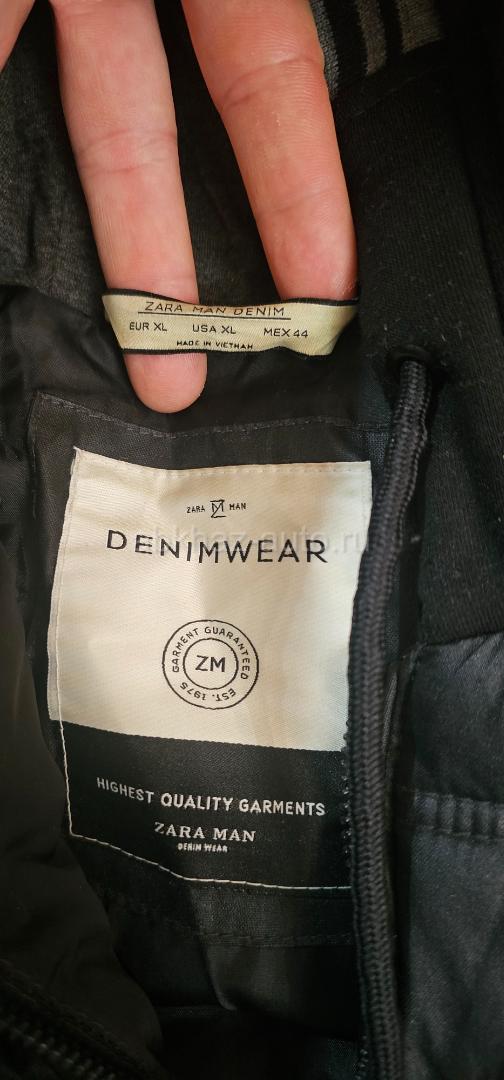 ZARA MAN DENIM
EUR XL USA XL MEX 44
MADE IN VIETNAM
ZARA ZM MAN
DENIMWEAR
GARMENT GUARANTEED
ZM
EST. 1975
HIGHEST QUALITY GARMENTS
ZARA MAN
DENIM WEAR